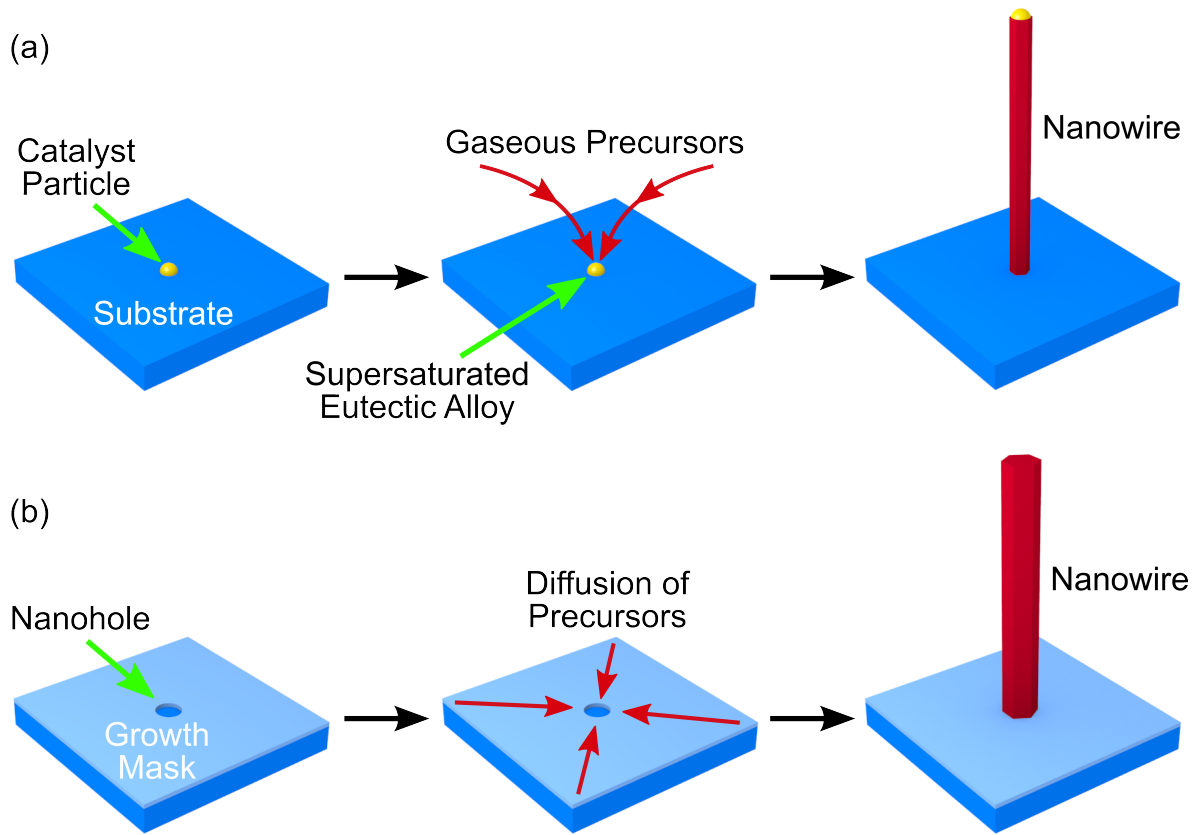 (a)
Catalyst
Particle
Substrate
Gaseous Precursors
Supersaturated
Eutectic Alloy
Nanowire
(b)
Nanohole
Growth
Mask
Diffusion of
Precursors
Nanowire